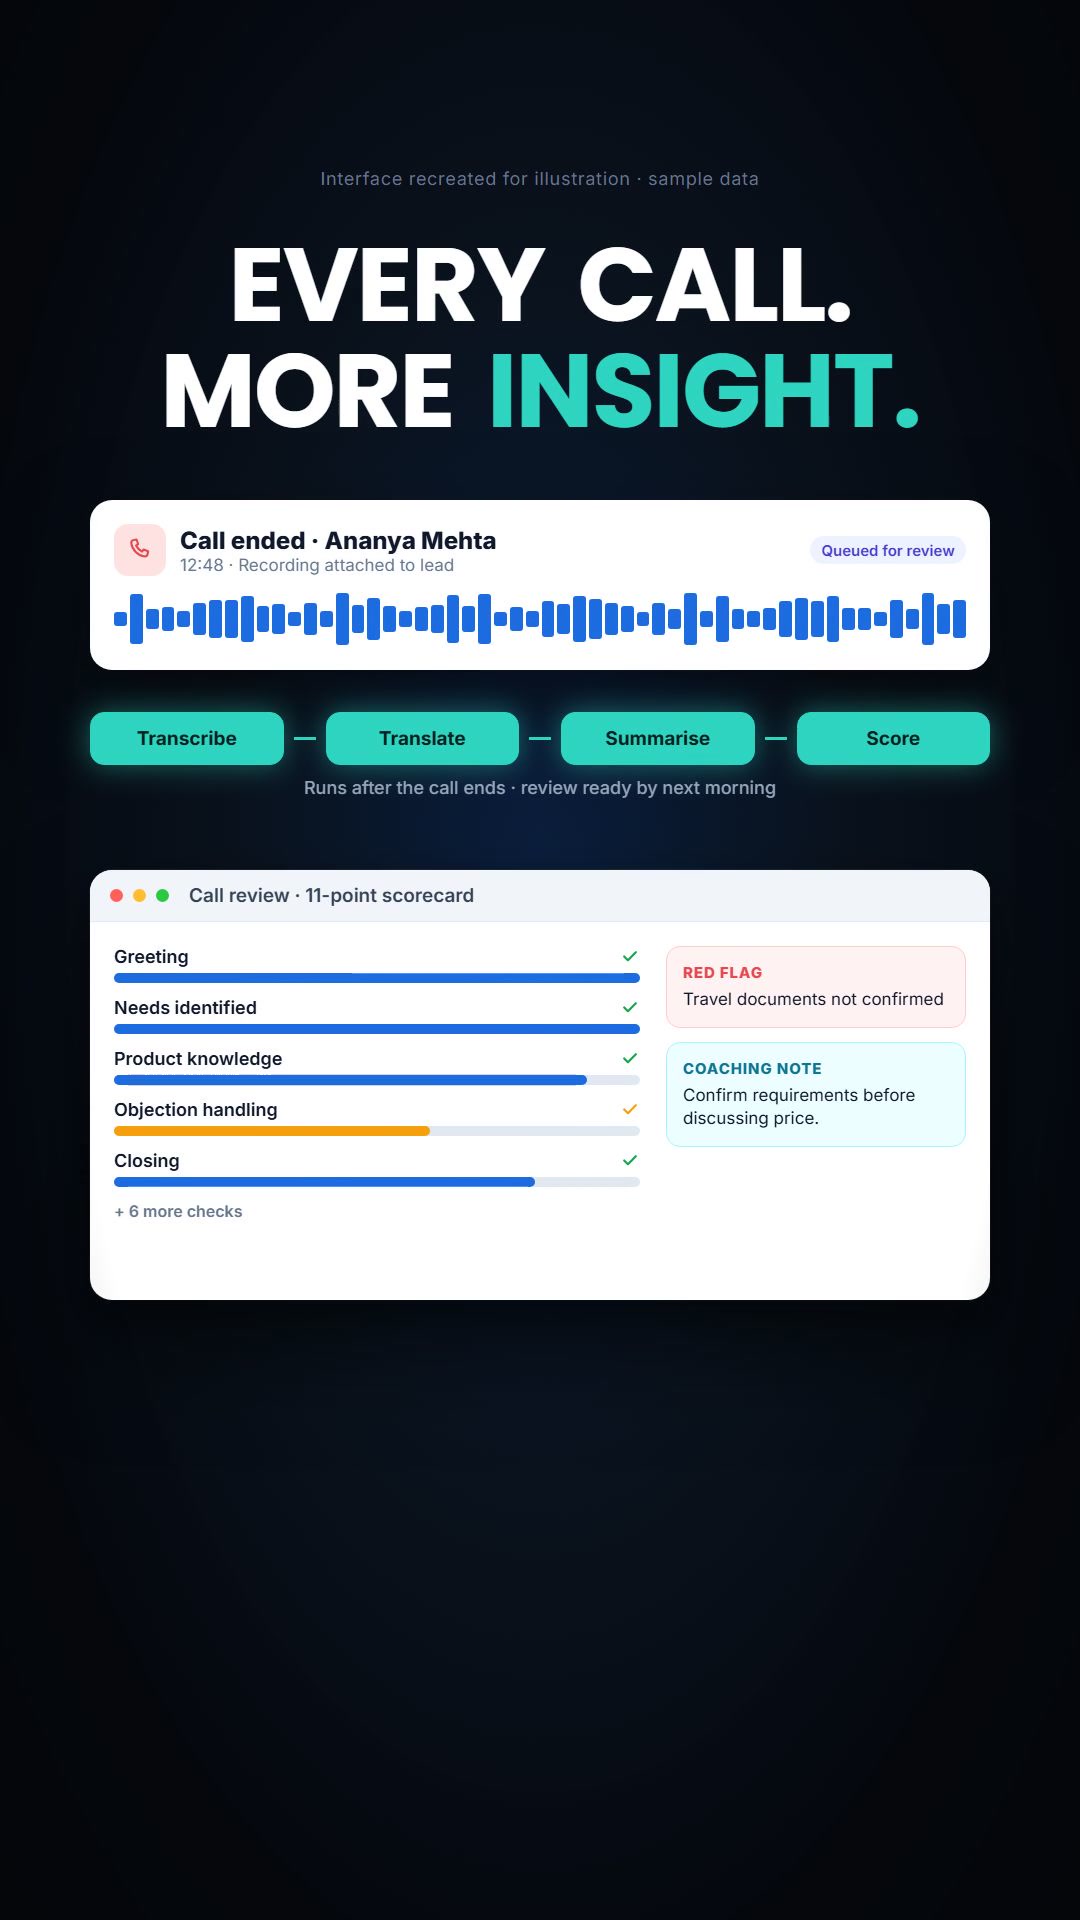 Interface recreated for illustration · sample data
EVERY CALL.
MORE INSIGHT.
Call ended · Ananya Mehta
12:48 · Recording attached to lead
Queued for review
Transcribe
Translate
Summarise
Score
Runs after the call ends · review ready by next morning
Call review · 11-point scorecard
Greeting
Needs identified
Product knowledge
Objection handling
Closing
+ 6 more checks
RED FLAG
Travel documents not confirmed
COACHING NOTE
Confirm requirements before
discussing price.